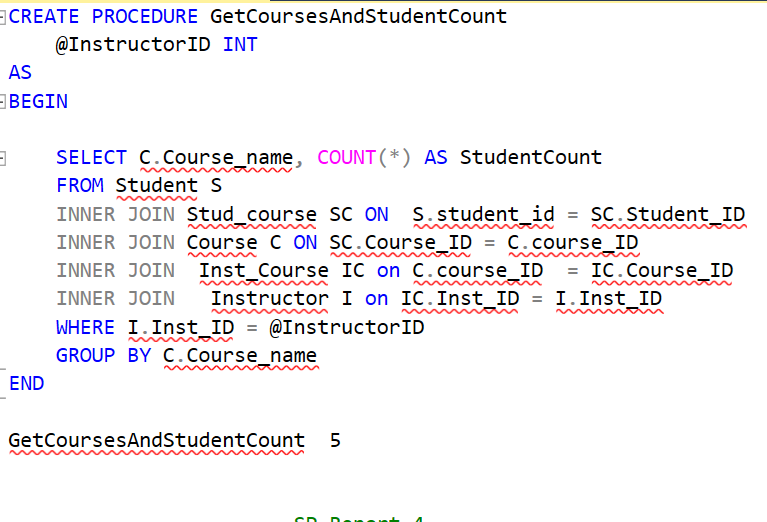 CREATE PROCEDURE GetCoursesAndStudentCount
@InstructorID INT
AS
BEGIN
SELECT C.Course_name, COUNT(*) AS StudentCount
FROM Student S
INNER JOIN Stud_course SC ON  S.student_id = SC.Student_ID
INNER JOIN Course C ON SC.Course_ID = C.course_ID
INNER JOIN  Inst_Course IC on C.course_ID  = IC.Course_ID
INNER JOIN   Instructor I on IC.Inst_ID = I.Inst_ID
WHERE I.Inst_ID = @InstructorID
GROUP BY C.Course_name
END
GetCoursesAndStudentCount  5
SP Report 4